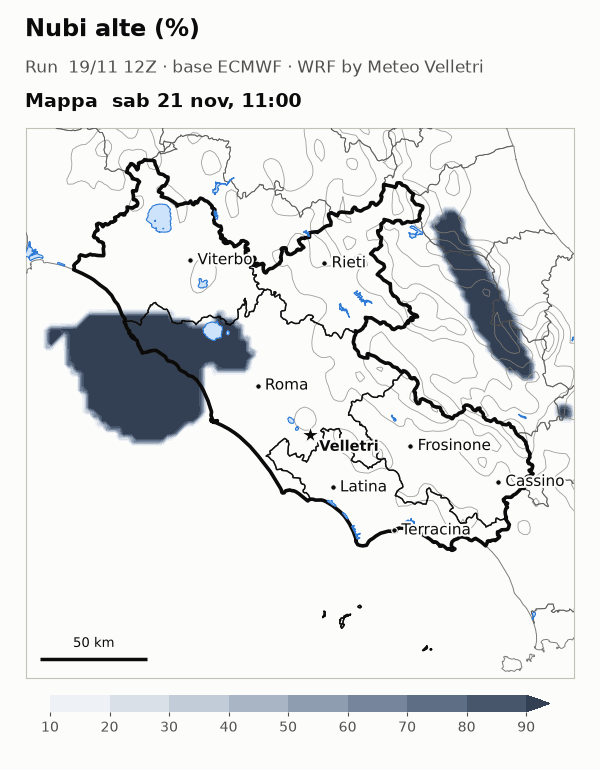 Nubi alte (%)
Run 19/11 12Z · base ECMWF · WRF by Meteo Velletri
Mappa sab 21 nov, 11:00
Viterbo
Rieti
Roma
Velletri
Frosinone
Cassino
Latina
Terracina
50 km
10 20 30 40 50 60 70 80 90